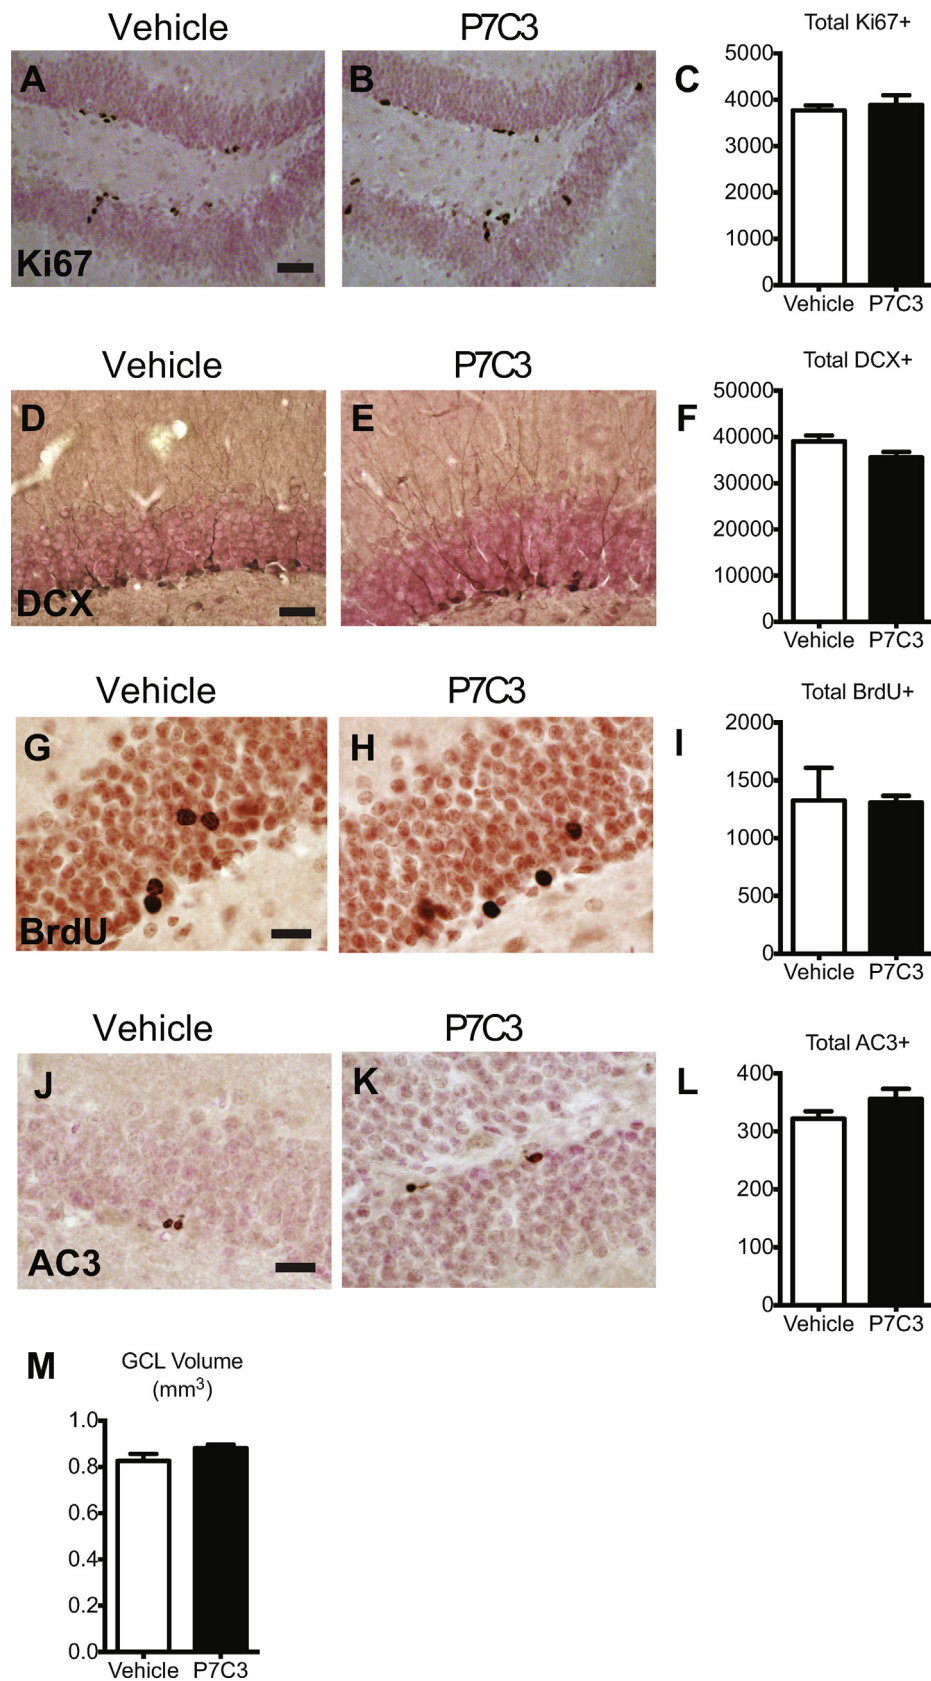 Vehicle P7C3 Total Ki67+
A B C
5000
4000
3000
2000
1000
0
Ki67
Vehicle P7C3
Vehicle P7C3 Total DCX+
D E F
50000
40000
30000
20000
10000
0
DCX
Vehicle P7C3
Vehicle P7C3 Total BrdU+
G H I
2000
1500
1000
500
0
BrdU
Vehicle P7C3
Vehicle P7C3 Total AC3+
J K L
400
300
200
100
0
AC3
Vehicle P7C3
M GCL Volume
(mm³)
1.0
0.8
0.6
0.4
0.2
0.0
Vehicle P7C3